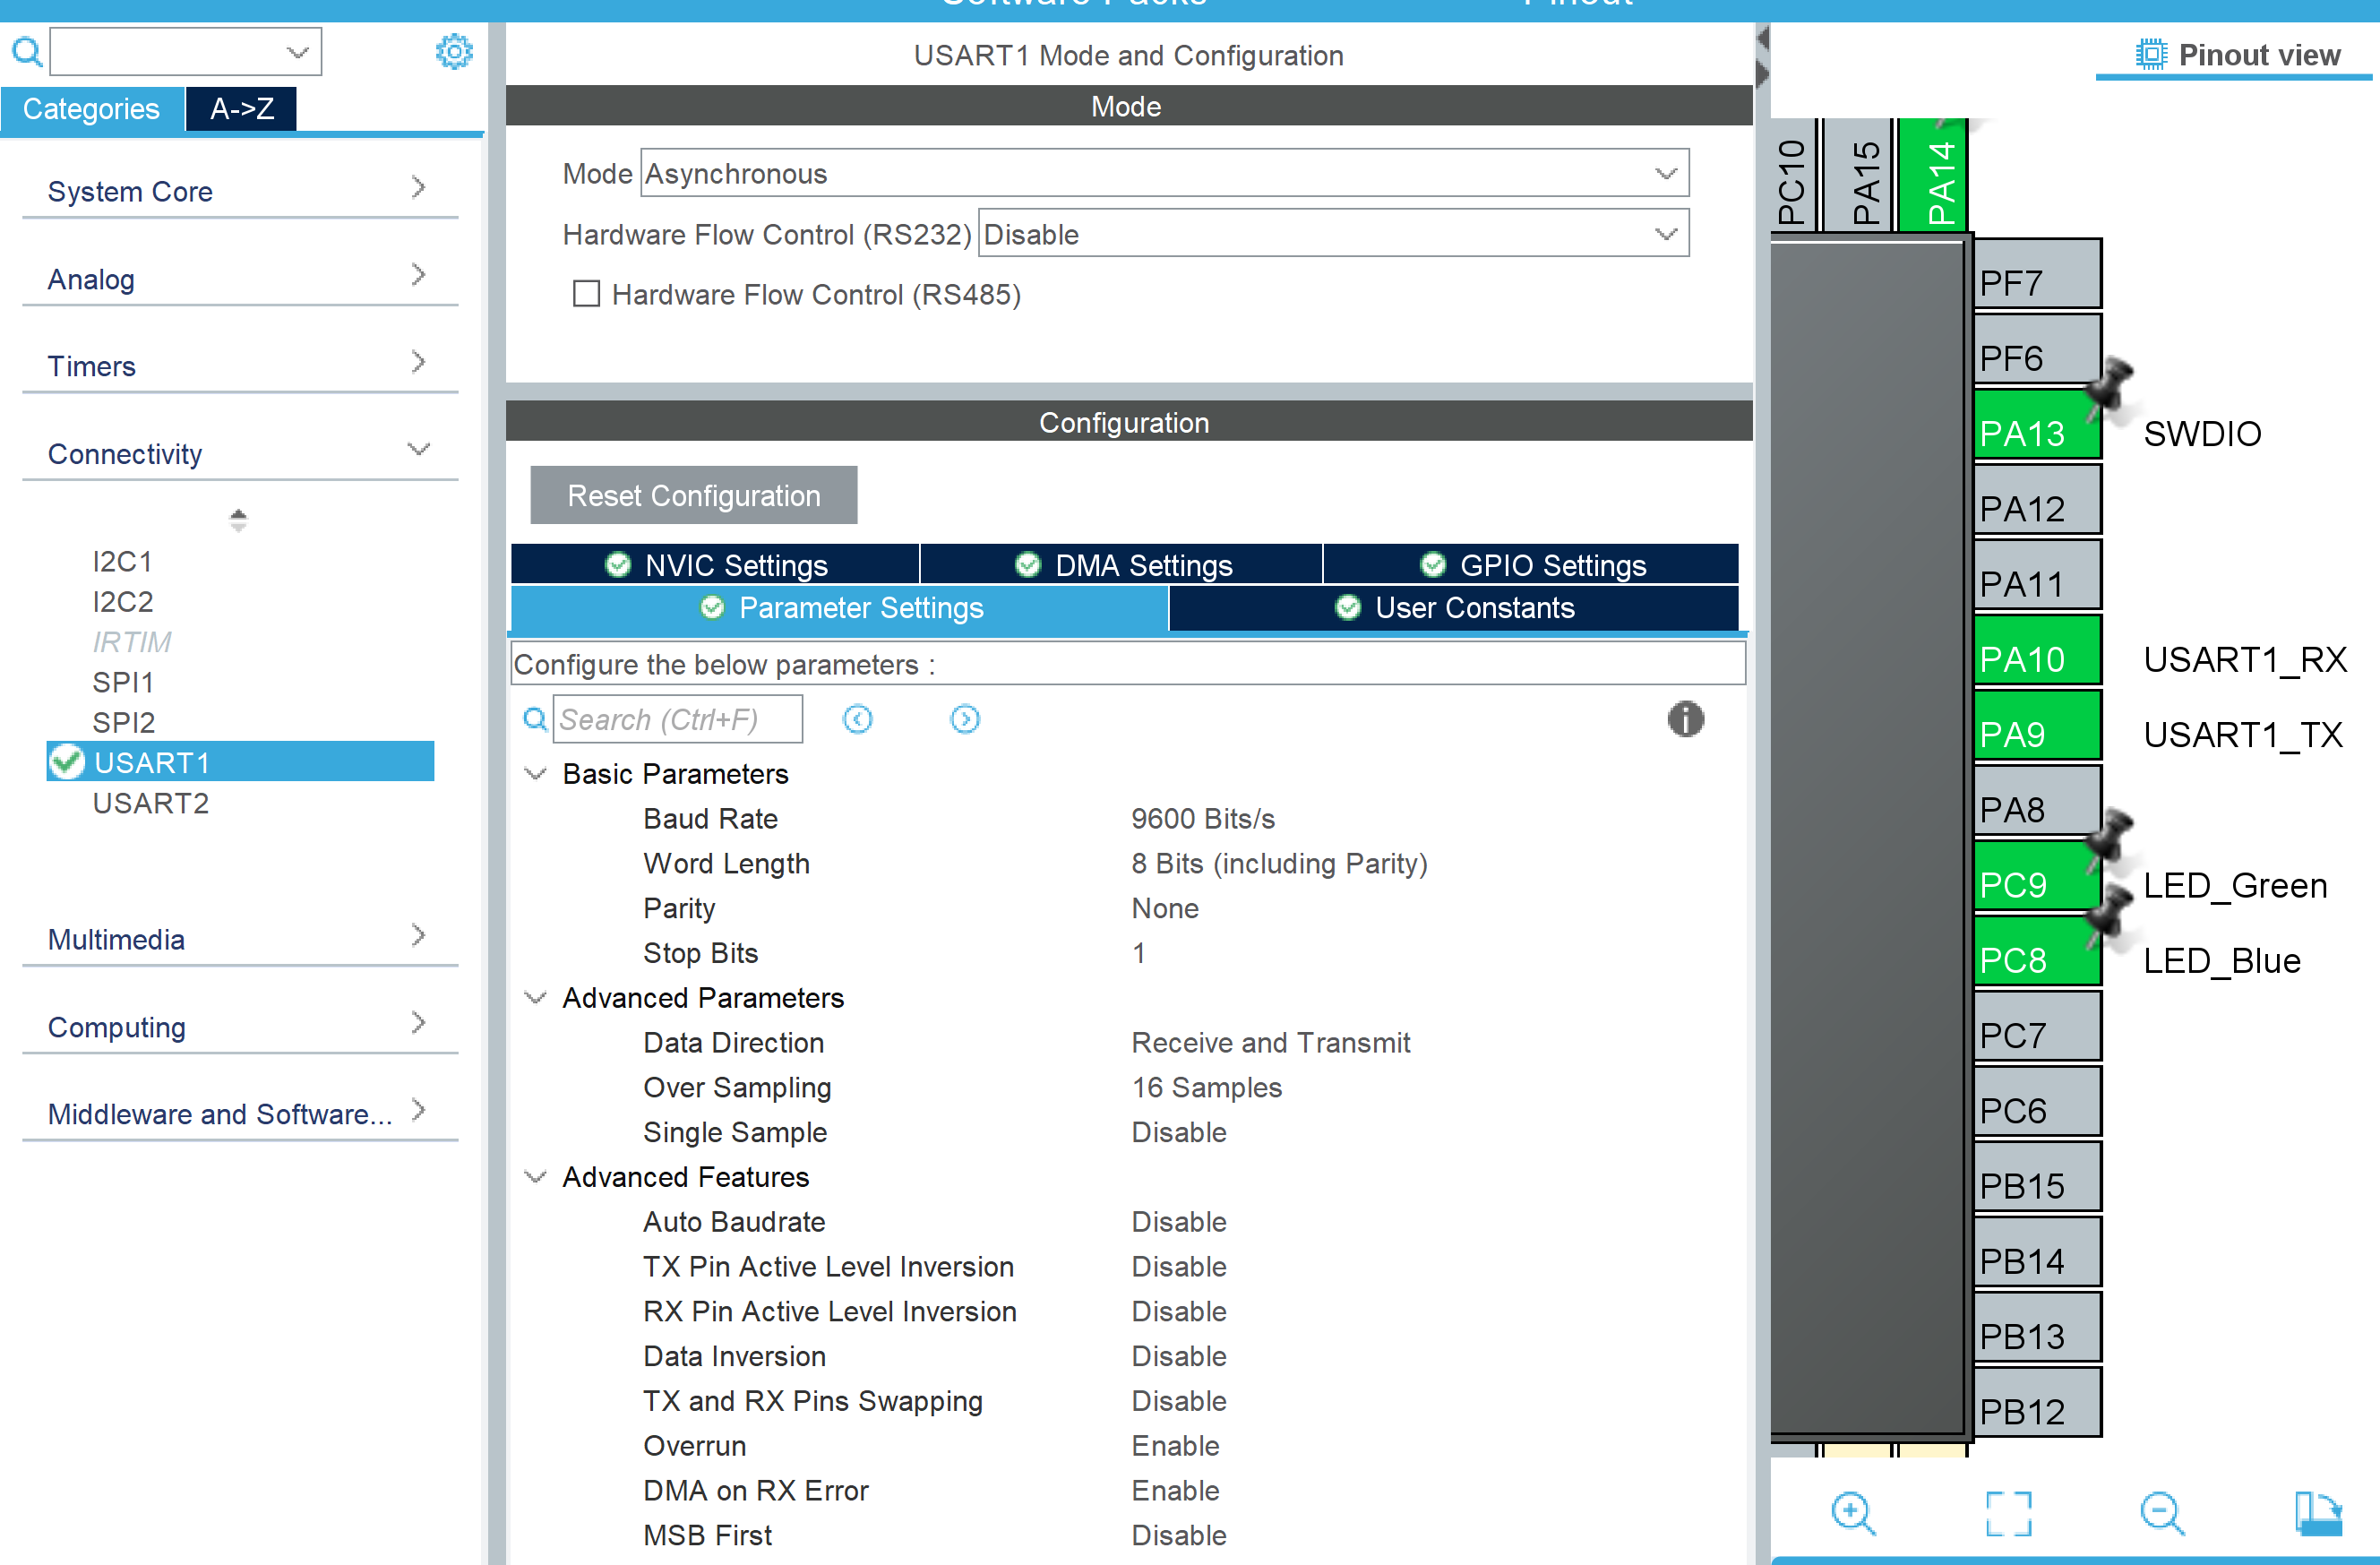 Software Packs
Pinout
Categories
A->Z
System Core
Analog
Timers
Connectivity
I2C1
I2C2
IRTIM
SPI1
SPI2
USART1
USART2
Multimedia
Computing
Middleware and Software...
USART1 Mode and Configuration
Mode
Mode Asynchronous
Hardware Flow Control (RS232) Disable
Hardware Flow Control (RS485)
Configuration
Reset Configuration
NVIC Settings
DMA Settings
GPIO Settings
Parameter Settings
User Constants
Configure the below parameters :
Search (Ctrl+F)
Basic Parameters
Baud Rate 9600 Bits/s
Word Length 8 Bits (including Parity)
Parity None
Stop Bits 1
Advanced Parameters
Data Direction Receive and Transmit
Over Sampling 16 Samples
Single Sample Disable
Advanced Features
Auto Baudrate Disable
TX Pin Active Level Inversion Disable
RX Pin Active Level Inversion Disable
Data Inversion Disable
TX and RX Pins Swapping Disable
Overrun Enable
DMA on RX Error Enable
MSB First Disable
Pinout view
PC10
PA15
PA14
PF7
PF6
PA13 SWDIO
PA12
PA11
PA10 USART1_RX
PA9 USART1_TX
PA8
PC9 LED_Green
PC8 LED_Blue
PC7
PC6
PB15
PB14
PB13
PB12